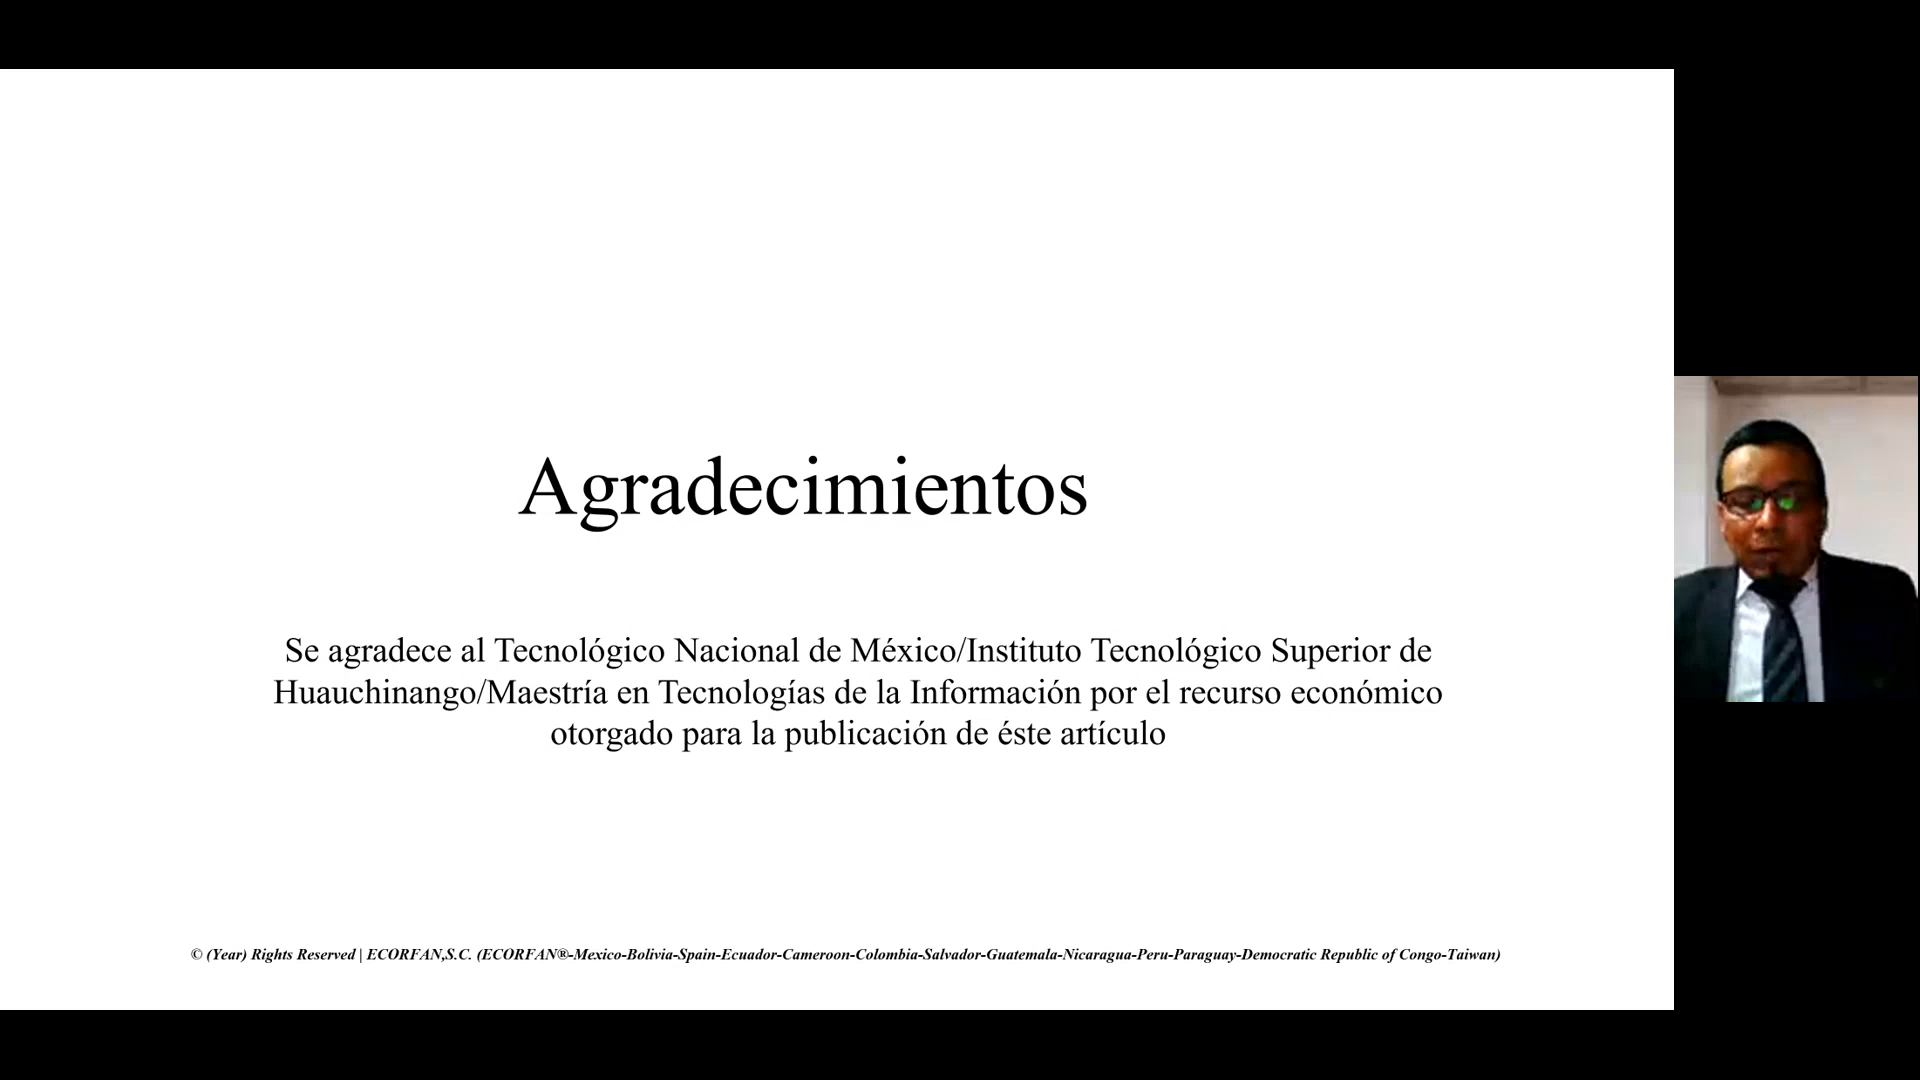 Agradecimientos
Se agradece al Tecnológico Nacional de México/Instituto Tecnológico Superior de
Huauchinango/Maestría en Tecnologías de la Información por el recurso económico
otorgado para la publicación de éste artículo
© (Year) Rights Reserved | ECORFAN,S.C. (ECORFAN®-Mexico-Bolivia-Spain-Ecuador-Cameroon-Colombia-Salvador-Guatemala-Nicaragua-Peru-Paraguay-Democratic Republic of Congo-Taiwan)